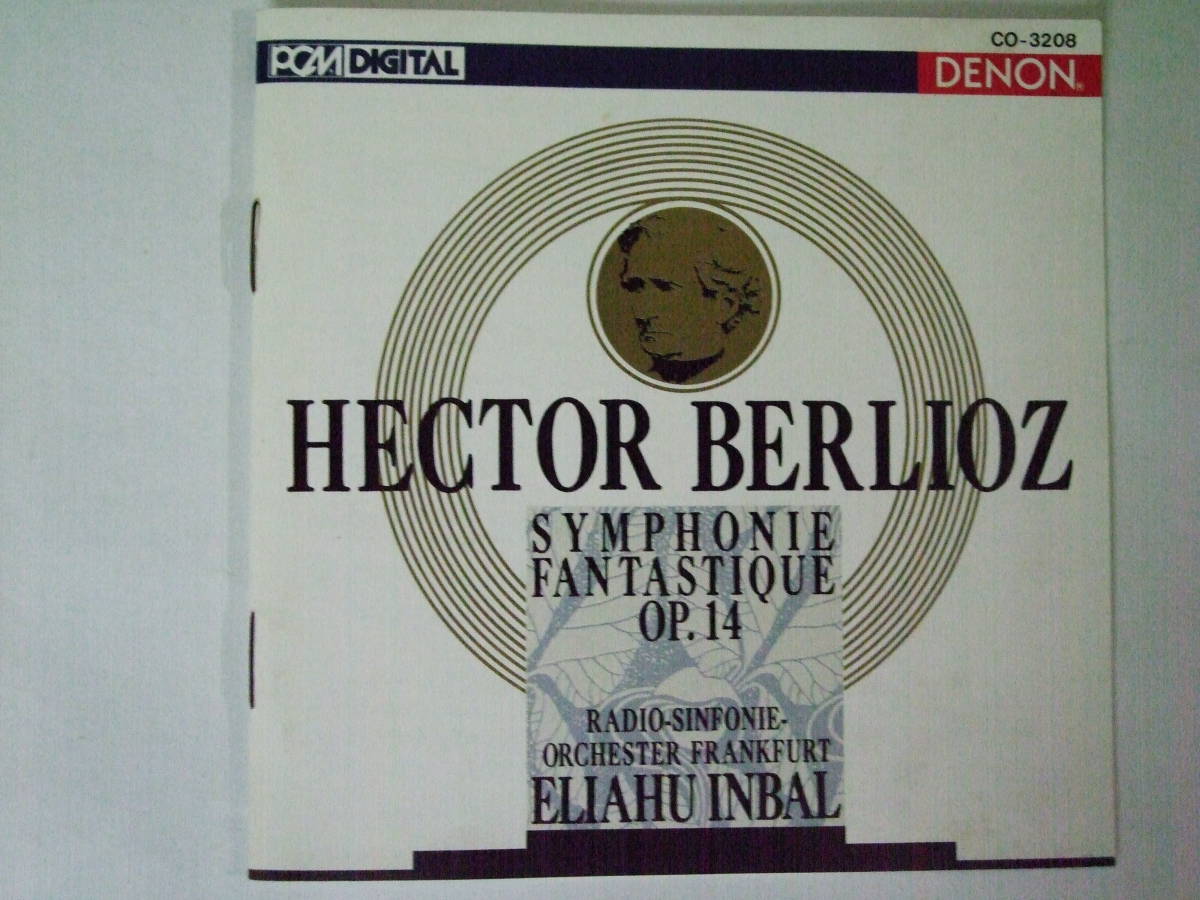 CO-3208
PCM DIGITAL
DENON®
HECTOR BERLIOZ
SYMPHONIE
FANTASTIQUE
OP. 14
RADIO-SINFONIE-
ORCHESTER FRANKFURT
ELIAHU INBAL